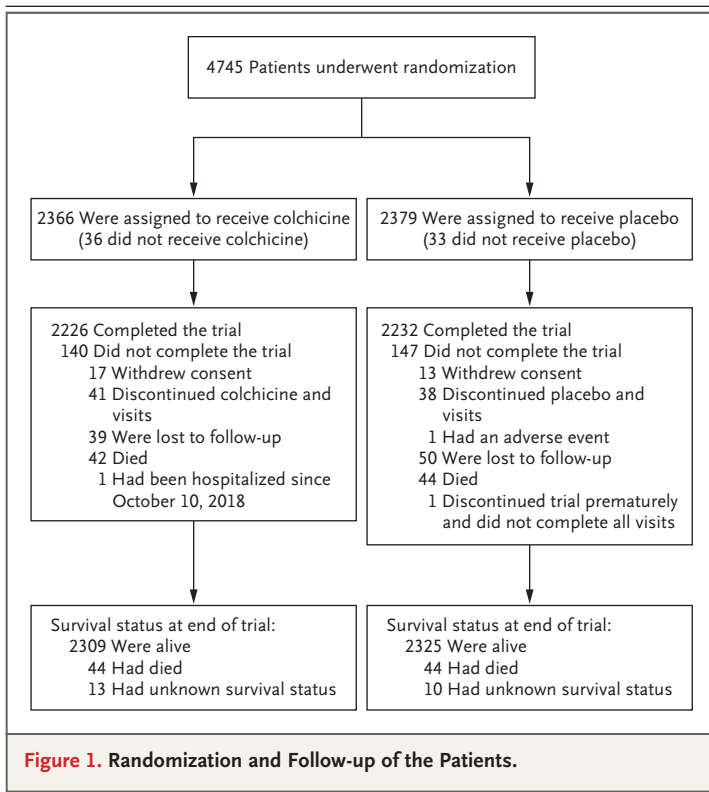 4745 Patients underwent randomization
2366 Were assigned to receive colchicine
(36 did not receive colchicine)
2379 Were assigned to receive placebo
(33 did not receive placebo)
2226 Completed the trial
140 Did not complete the trial
17 Withdrew consent
41 Discontinued colchicine and
visits
39 Were lost to follow-up
42 Died
1 Had been hospitalized since
October 10, 2018
2232 Completed the trial
147 Did not complete the trial
13 Withdrew consent
38 Discontinued placebo and
visits
1 Had an adverse event
50 Were lost to follow-up
44 Died
1 Discontinued trial prematurely
and did not complete all visits
Survival status at end of trial:
2309 Were alive
44 Had died
13 Had unknown survival status
Survival status at end of trial:
2325 Were alive
44 Had died
10 Had unknown survival status
Figure 1. Randomization and Follow-up of the Patients.